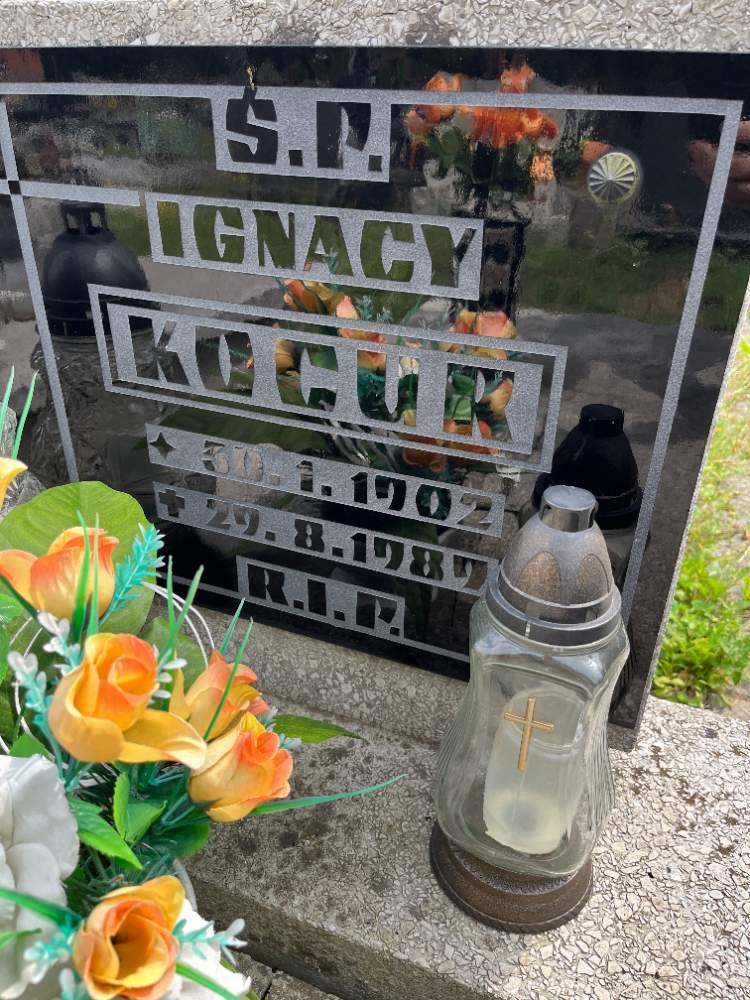 Ś.P.
IGNACY
KOCUR
30.1.1902
29.8.1989
R.I.P.